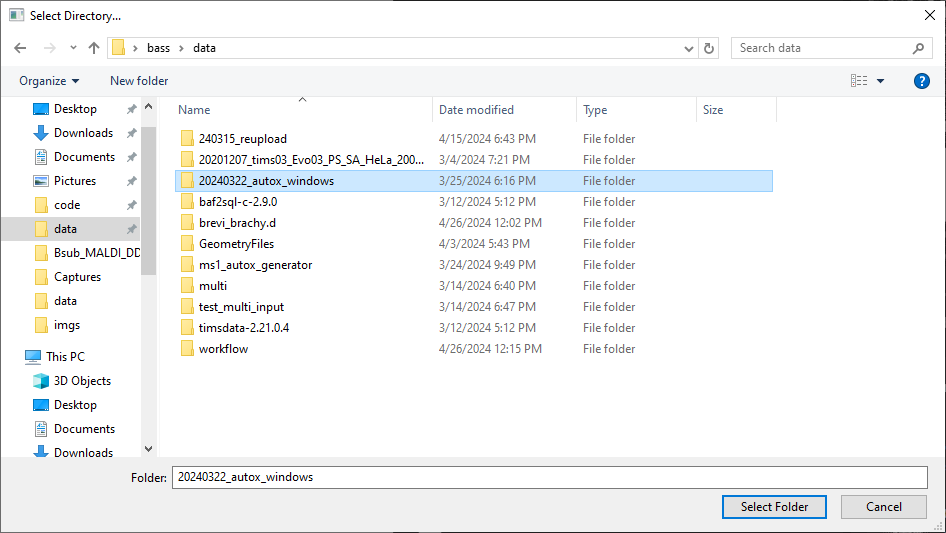 Select Directory...
bass data
Search data
Organize New folder
Name Date modified Type Size
Desktop
Downloads
Documents
Pictures
code
data
Bsub_MALDI_DD
Captures
data
imgs
This PC
3D Objects
Desktop
Documents
Downloads
240315_reupload 4/15/2024 6:43 PM File folder
20201207_tims03_Evo03_PS_SA_HeLa_200... 3/4/2024 7:21 PM File folder
20240322_autox_windows 3/25/2024 6:16 PM File folder
baf2sql-c-2.9.0 3/12/2024 5:12 PM File folder
brevi_brachy.d 4/26/2024 12:02 PM File folder
GeometryFiles 4/3/2024 5:43 PM File folder
ms1_autox_generator 3/24/2024 9:49 PM File folder
multi 3/14/2024 6:40 PM File folder
test_multi_input 3/14/2024 6:47 PM File folder
timsdata-2.21.0.4 3/12/2024 5:12 PM File folder
workflow 4/26/2024 12:15 PM File folder
Folder: 20240322_autox_windows
Select Folder Cancel